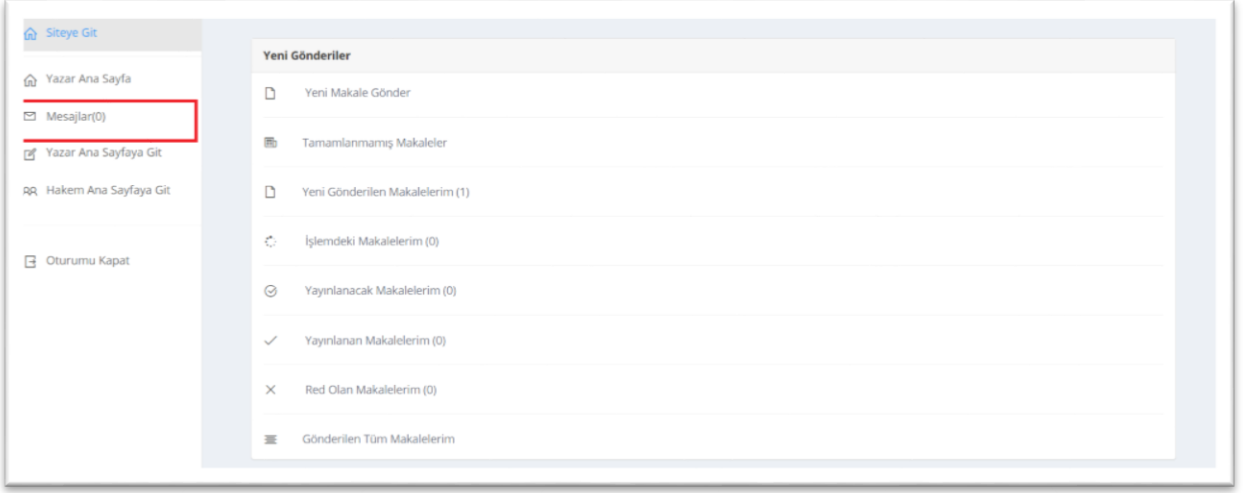 Siteye Git
Yazar Ana Sayfa
Mesajlar(0)
Yazar Ana Sayfaya Git
Hakem Ana Sayfaya Git
Oturumu Kapat
Yeni Gönderiler
Yeni Makale Gönder
Tamamlanmamış Makaleler
Yeni Gönderilen Makalelerim (1)
İşlemdeki Makalelerim (0)
Yayınlanacak Makalelerim (0)
Yayınlanan Makalelerim (0)
Red Olan Makalelerim (0)
Gönderilen Tüm Makalelerim